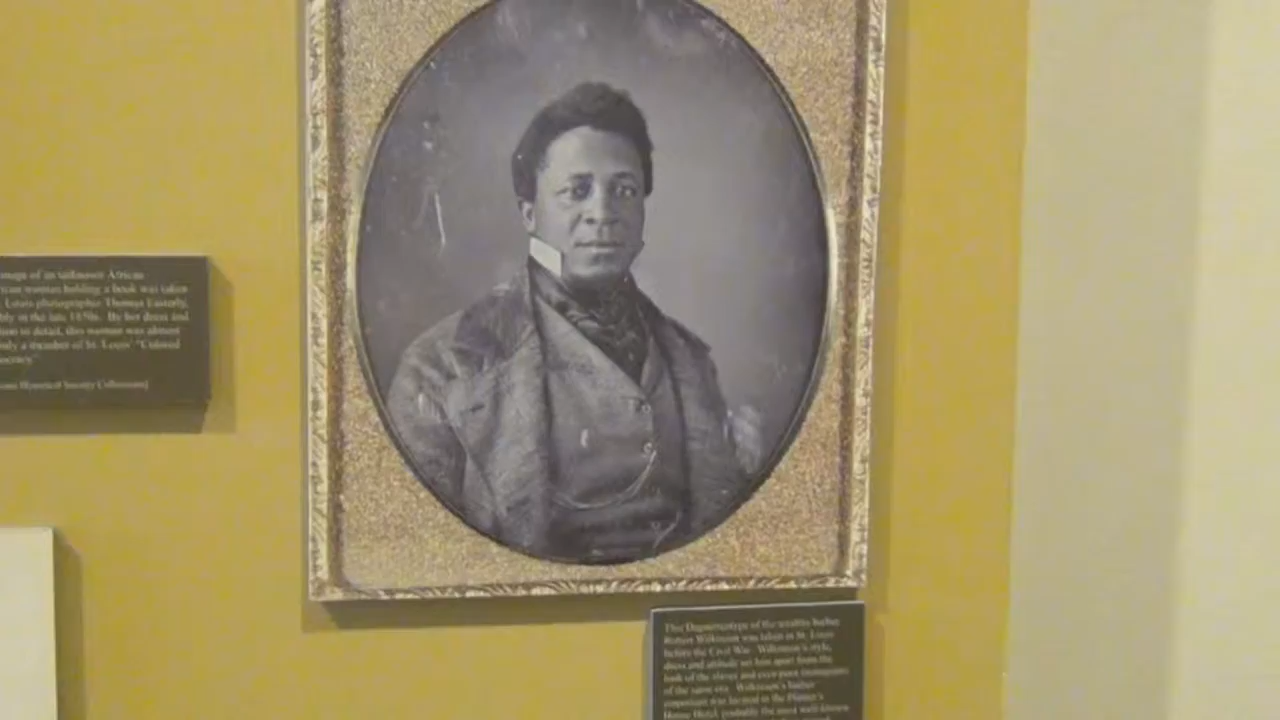 image of an unknown African
woman holding a book was taken
Louis photographer Thomas Easterly,
in the late 1850s. By her dress and
to detail, this woman was almost
a member of St. Louis' "Colored
Historical Society Collections]
This Daguerreotype of the wealthy barber
Robert Wilkinson was taken in St. Louis
before the Civil War. Wilkinson's style,
dress and attitude set him apart from the
look of the slaves and even poor immigrants
of the same era. Wilkinson's barber
emporium was located in the Planter's
House Hotel, probably the most well-known